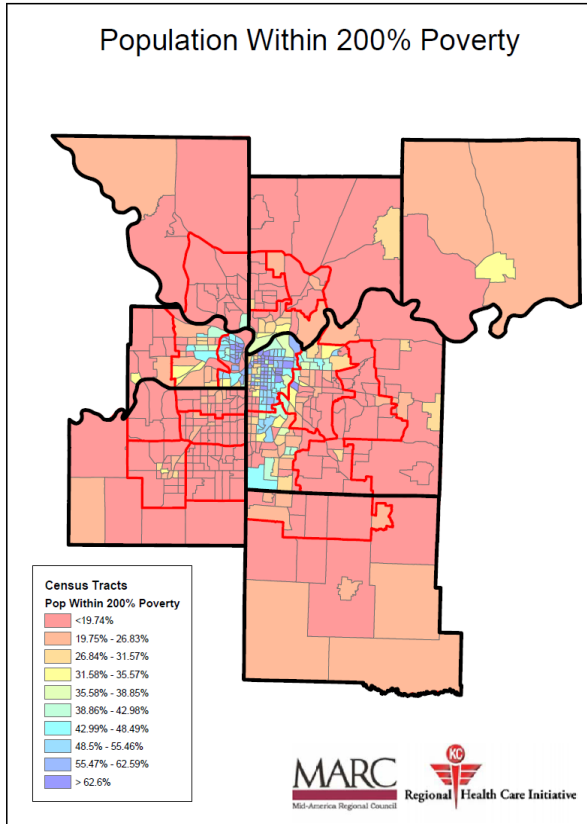 Population Within 200% Poverty
Census Tracts
Pop Within 200% Poverty
<19.74%
19.75% - 26.83%
26.84% - 31.57%
31.58% - 35.57%
35.58% - 38.85%
38.86% - 42.98%
42.99% - 48.49%
48.5% - 55.46%
55.47% - 62.59%
> 62.6%
MARC
Mid-America Regional Council
KC
Regional Health Care Initiative